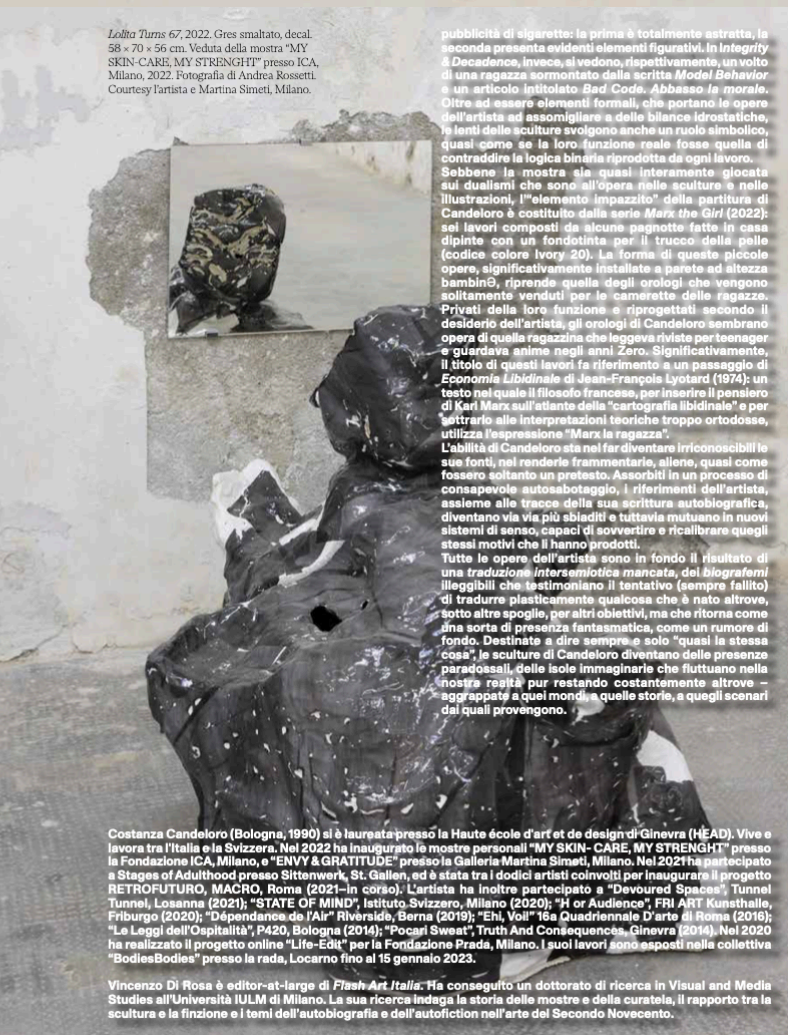 Lolita Turns 67, 2022. Gres smaltato, decal.
58 × 70 × 56 cm. Veduta della mostra “MY
SKIN-CARE, MY STRENGHT” presso ICA,
Milano, 2022. Fotografia di Andrea Rossetti.
Courtesy l'artista e Martina Simeti, Milano.
pubblicità di sigarette: la prima è totalmente astratta, la
seconda presenta evidenti elementi figurativi. In Integrity
& Decadence, invece, si vedono, rispettivamente, un volto
di una ragazza sormontato dalla scritta Model Behavior
e un articolo intitolato Bad Code. Abbasso la morale.
Oltre ad essere elementi formali, che portano le opere
dell'artista ad assomigliare a delle bilance idrostatiche,
le lenti delle sculture svolgono anche un ruolo simbolico,
quasi come se la loro funzione reale fosse quella di
contraddire la logica binaria riprodotta da ogni lavoro.
Sebbene la mostra sia quasi interamente giocata
sui dualismi che sono all'opera nelle sculture e nelle
illustrazioni, l'“elemento impazzito” della partitura di
Candeloro è costituito dalla serie Marx the Girl (2022):
sei lavori composti da alcune pagnotte fatte in casa
dipinte con un fondotinta per il trucco della pelle
(codice colore Ivory 20). La forma di queste piccole
opere, significativamente installate a parete ad altezza
bambinƏ, riprende quella degli orologi che vengono
solitamente venduti per le camerette delle ragazze.
Privati della loro funzione e riprogettati secondo il
desiderio dell'artista, gli orologi di Candeloro sembrano
opera di quella ragazzina che leggeva riviste per teenager
e guardava anime negli anni Zero. Significativamente,
il titolo di questi lavori fa riferimento a un passaggio di
Economia Libidinale di Jean-François Lyotard (1974): un
testo nel quale il filosofo francese, per inserire il pensiero
di Karl Marx sull'atlante della “cartografia libidinale” e per
sottrarlo alle interpretazioni teoriche troppo ortodosse,
utilizza l'espressione “Marx la ragazza”.
L'abilità di Candeloro sta nel far diventare irriconoscibili le
sue fonti, nel renderle frammentarie, aliene, quasi come
fossero soltanto un pretesto. Assorbiti in un processo di
consapevole autosabotaggio, i riferimenti dell'artista,
assieme alle tracce della sua scrittura autobiografica,
diventano via via più sbiaditi e tuttavia mutuano in nuovi
sistemi di senso, capaci di sovvertire e ricalibrare quegli
stessi motivi che li hanno prodotti.
Tutte le opere dell'artista sono in fondo il risultato di
una traduzione intersemiotica mancata, dei biografemi
illeggibili che testimoniano il tentativo (sempre fallito)
di tradurre plasticamente qualcosa che è nato altrove,
sotto altre spoglie, per altri obiettivi, ma che ritorna come
una sorta di presenza fantasmatica, come un rumore di
fondo. Destinate a dire sempre e solo “quasi la stessa
cosa”, le sculture di Candeloro diventano delle presenze
paradossali, delle isole immaginarie che fluttuano nella
nostra realtà pur restando costantemente altrove –
aggrappate a quei mondi, a quelle storie, a quegli scenari
dai quali provengono.
Costanza Candeloro (Bologna, 1990) si è laureata presso la Haute école d'art et de design di Ginevra (HEAD). Vive e
lavora tra l'Italia e la Svizzera. Nel 2022 ha inaugurato le mostre personali “MY SKIN- CARE, MY STRENGHT” presso
la Fondazione ICA, Milano, e “ENVY & GRATITUDE” presso la Galleria Martina Simeti, Milano. Nel 2021 ha partecipato
a Stages of Adulthood presso Sittenwerk, St. Gallen, ed è stata tra i dodici artisti coinvolti per inaugurare il progetto
RETROFUTURO, MACRO, Roma (2021–in corso). L'artista ha inoltre partecipato a “Devoured Spaces”, Tunnel
Tunnel, Losanna (2021); “STATE OF MIND”, Istituto Svizzero, Milano (2020); “H or Audience”, FRI ART Kunsthalle,
Friburgo (2020); “Dépendance de l'Air” Riverside, Berna (2019); “Ehi, Voi!” 16a Quadriennale D'arte di Roma (2016);
“Le Leggi dell'Ospitalità”, P420, Bologna (2014); “Pocari Sweat”, Truth And Consequences, Ginevra (2014). Nel 2020
ha realizzato il progetto online “Life-Edit” per la Fondazione Prada, Milano. I suoi lavori sono esposti nella collettiva
“BodiesBodies” presso la rada, Locarno fino al 15 gennaio 2023.
Vincenzo Di Rosa è editor-at-large di Flash Art Italia. Ha conseguito un dottorato di ricerca in Visual and Media
Studies all'Università IULM di Milano. La sua ricerca indaga la storia delle mostre e della curatela, il rapporto tra la
scultura e la finzione e i temi dell'autobiografia e dell'autofiction nell'arte del Secondo Novecento.